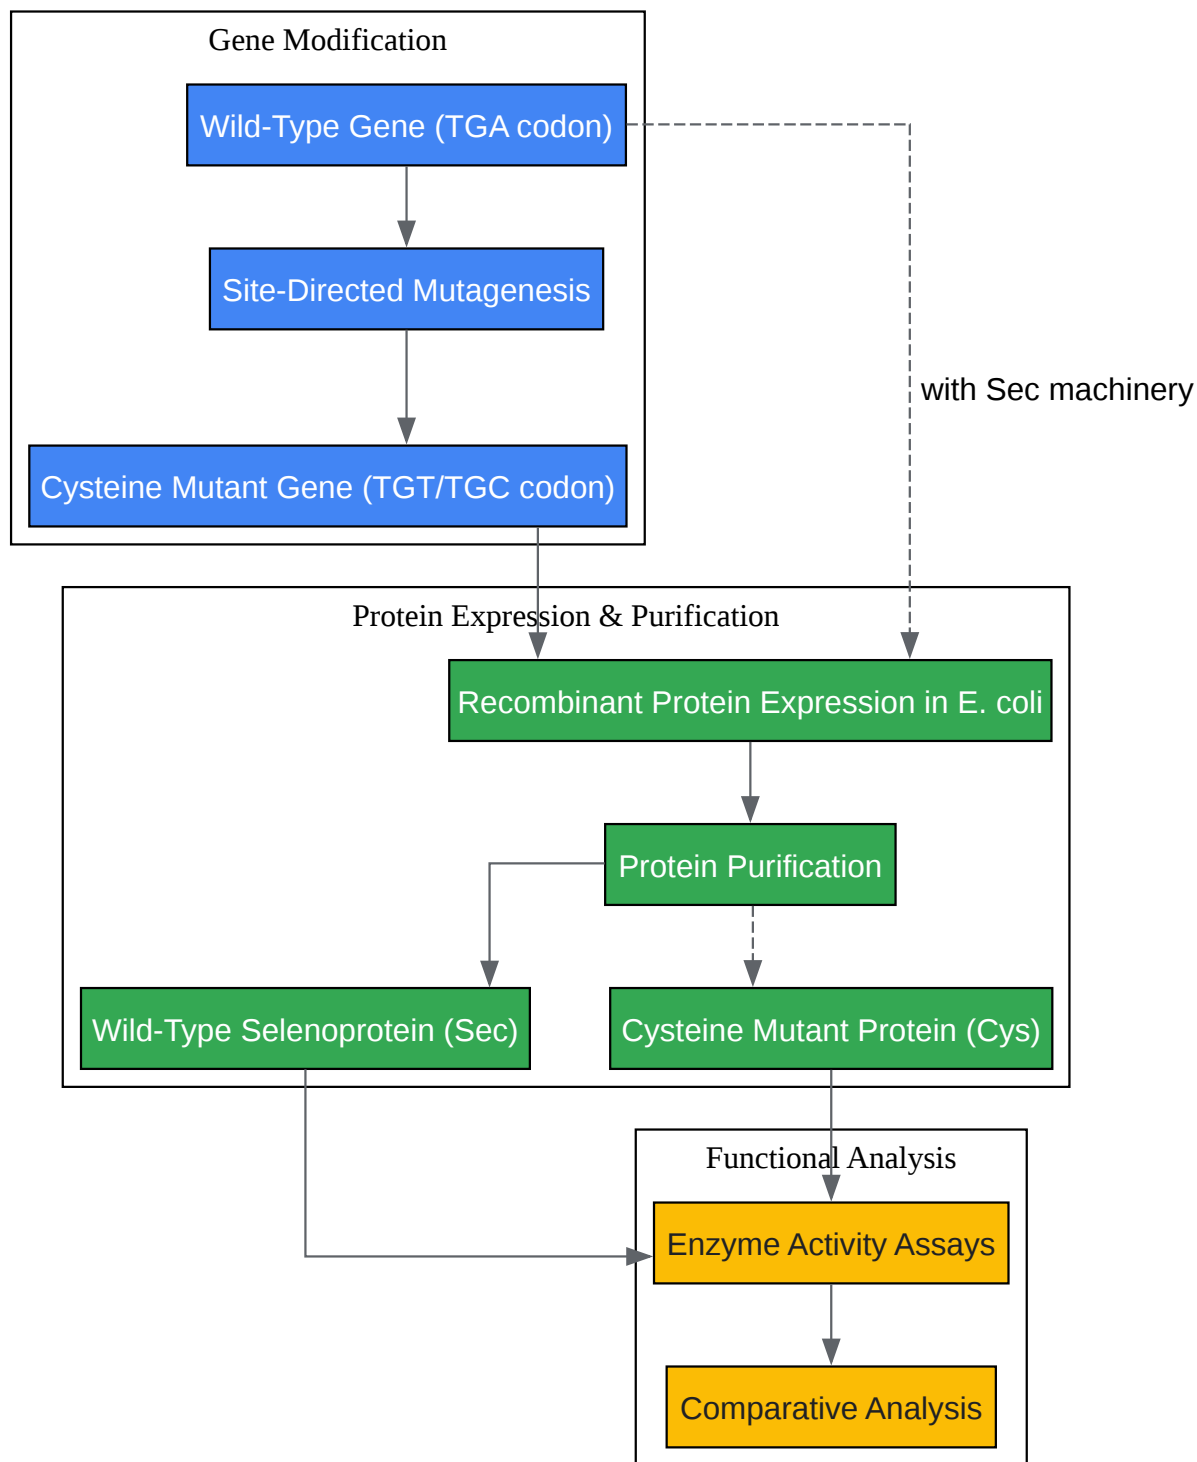 Gene Modification
Wild-Type Gene (TGA codon)
Site-Directed Mutagenesis
with Sec machinery
Cysteine Mutant Gene (TGT/TGC codon)
Protein Expression & Purification
Recombinant Protein Expression in E. coli
Protein Purification
Wild-Type Selenoprotein (Sec)
Cysteine Mutant Protein (Cys)
Functional Analysis
Enzyme Activity Assays
Comparative Analysis